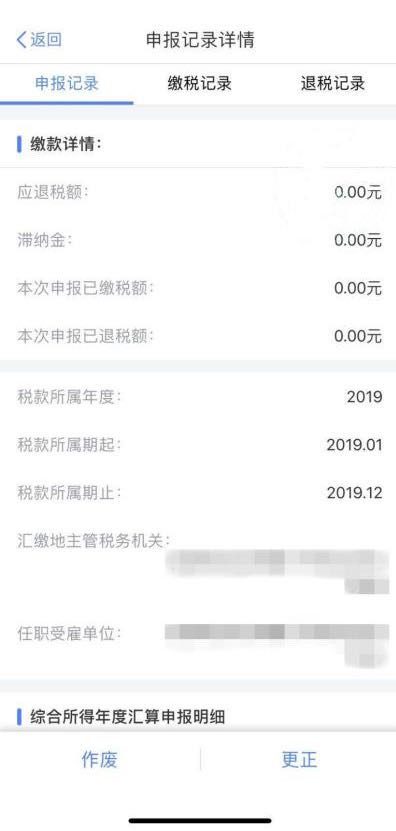 返回
申报记录详情
申报记录 缴税记录 退税记录
缴款详情:
应退税额: 0.00元
滞纳金: 0.00元
本次申报已缴税额: 0.00元
本次申报已退税额: 0.00元
税款所属年度: 2019
税款所属期起: 2019.01
税款所属期止: 2019.12
汇缴地主管税务机关:
任职受雇单位:
综合所得年度汇算申报明细
作废 更正